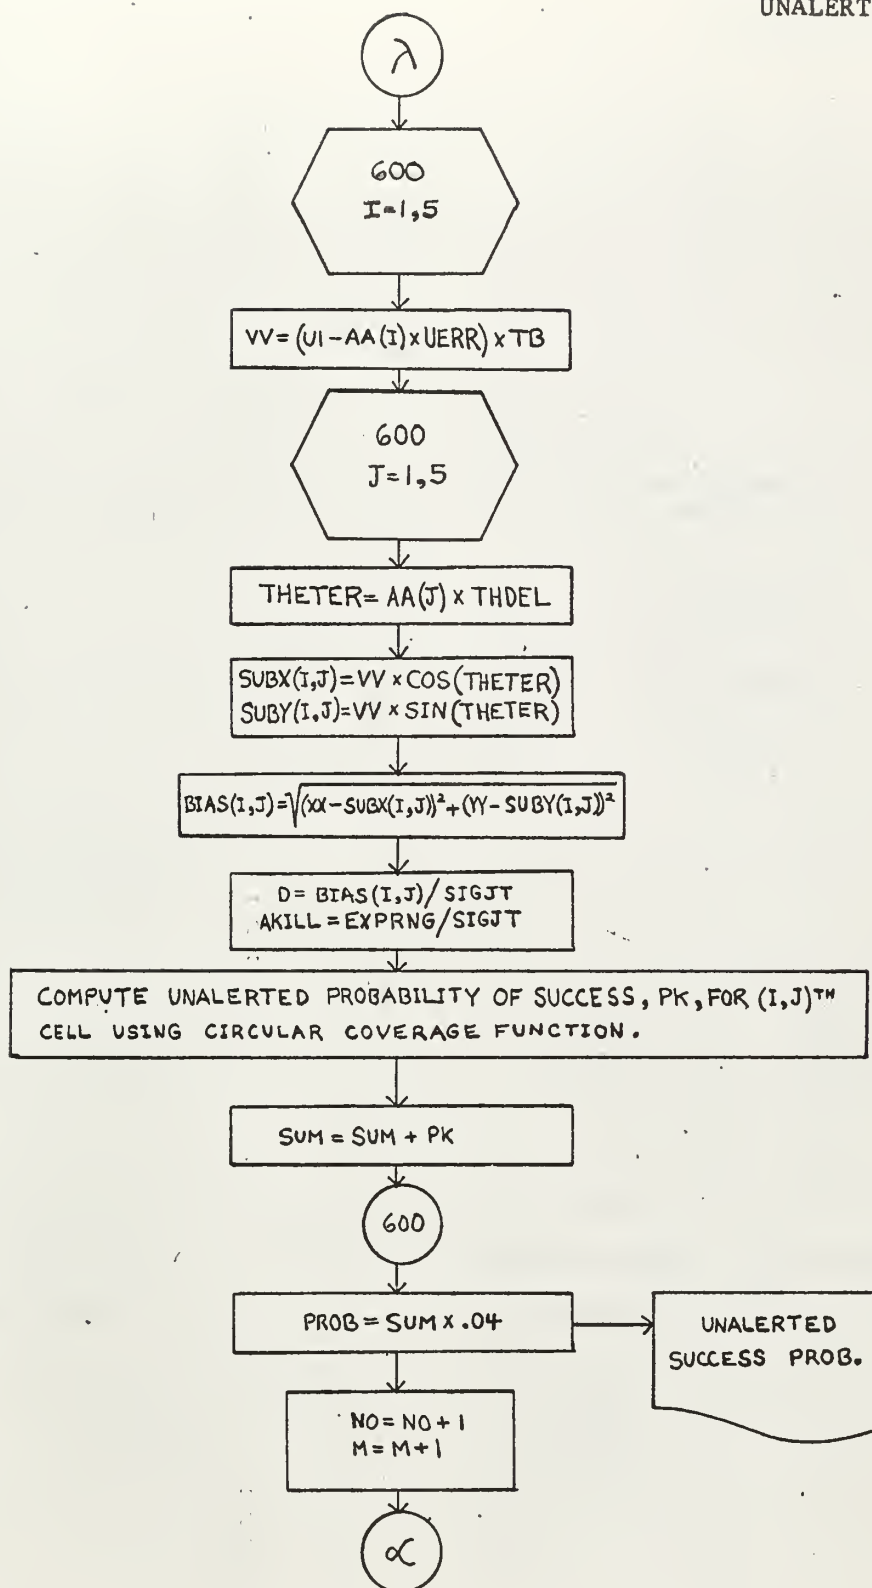 UNALERT
λ
600
I=1,5
VV=(UI-AA(I)×UERR)×TB
600
J=1,5
THETER=AA(J)×THDEL
SUBX(I,J)=VV×COS(THETER)
SUBY(I,J)=VV×SIN(THETER)
BIAS(I,J)=√(XX-SUBX(I,J))²+(YY-SUBY(I,J))²
D=BIAS(I,J)/SIGJT
AKILL=EXPRNG/SIGJT
COMPUTE UNALERTED PROBABILITY OF SUCCESS, PK, FOR (I,J)TH
CELL USING CIRCULAR COVERAGE FUNCTION.
SUM=SUM+PK
600
PROB=SUM×.04
UNALERTED
SUCCESS PROB.
NO=NO+1
M=M+1
∝